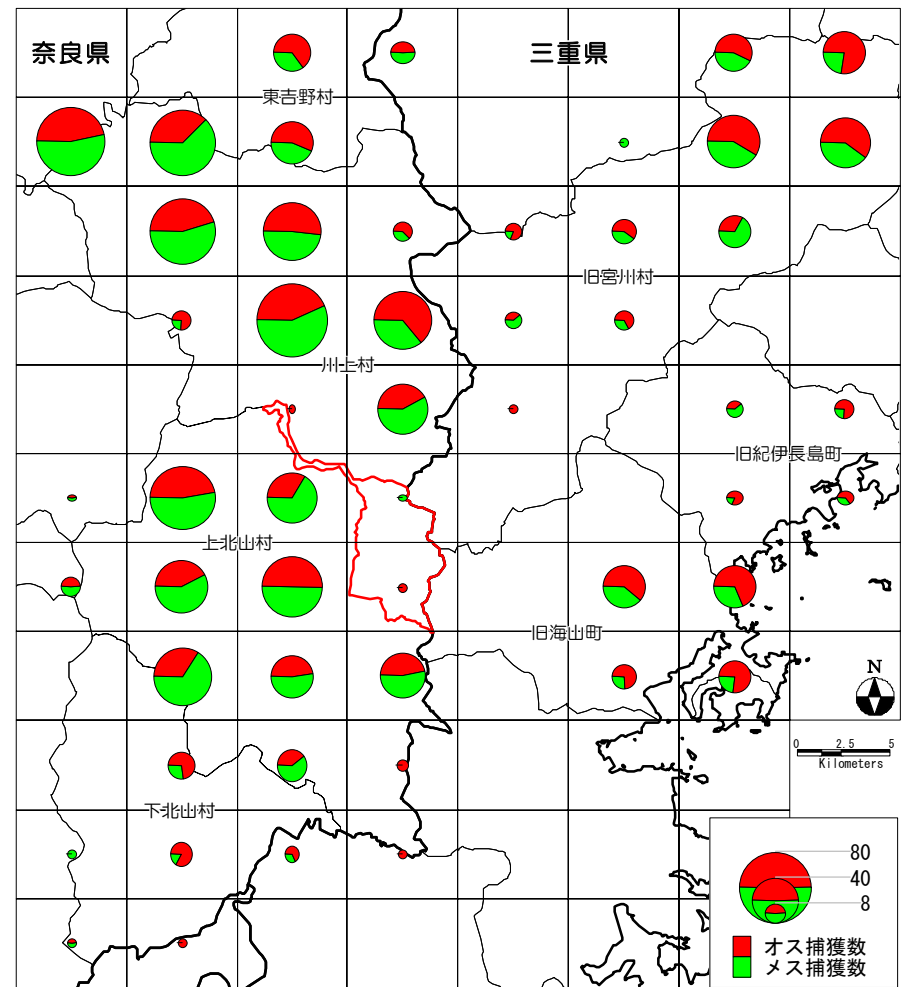 奈良県
三重県
東吉野村
旧宮川村
川上村
旧紀伊長島町
上北山村
旧海山町
N
0 2.5 5
Kilometers
下北山村
80
40
8
オス捕獲数
メス捕獲数